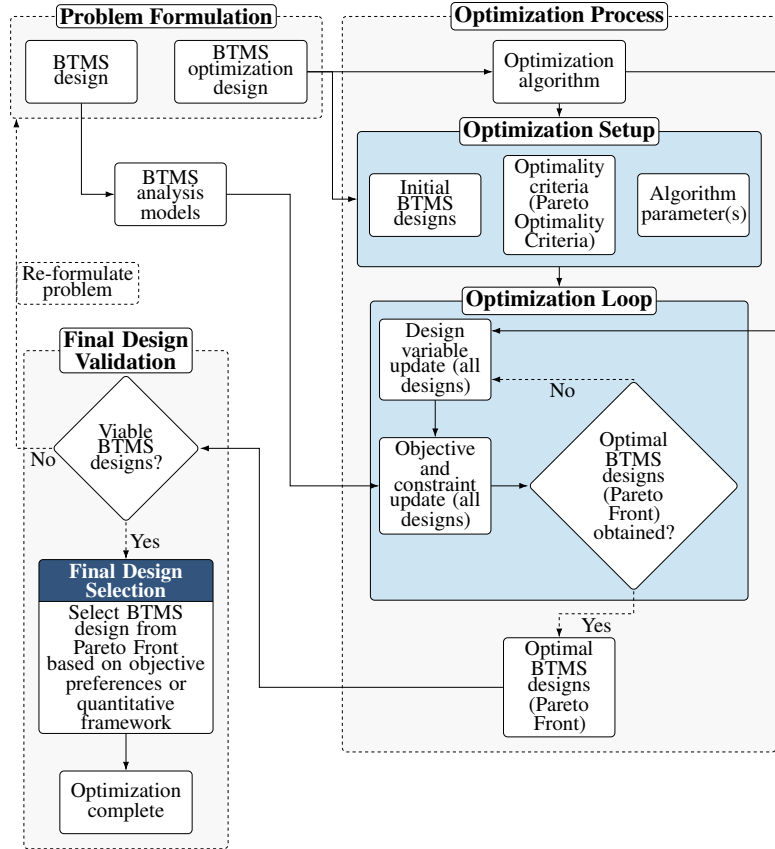 Problem Formulation
BTMS
design
BTMS
optimization
design
Optimization Process
Optimization
algorithm
Optimization Setup
Initial
BTMS
designs
Optimality
criteria
(Pareto
Optimality
Criteria)
Algorithm
parameter(s)
BTMS
analysis
models
Re-formulate
problem
Optimization Loop
Design
variable
update (all
designs)
No
Objective and
constraint
update (all
designs)
Optimal
BTMS
designs
(Pareto
Front)
obtained?
Yes
Optimal
BTMS
designs
(Pareto
Front)
Final Design
Validation
Viable
BTMS
designs?
No
Yes
Final Design
Selection
Select BTMS
design from
Pareto Front
based on objective
preferences or
quantitative
framework
Optimization
complete